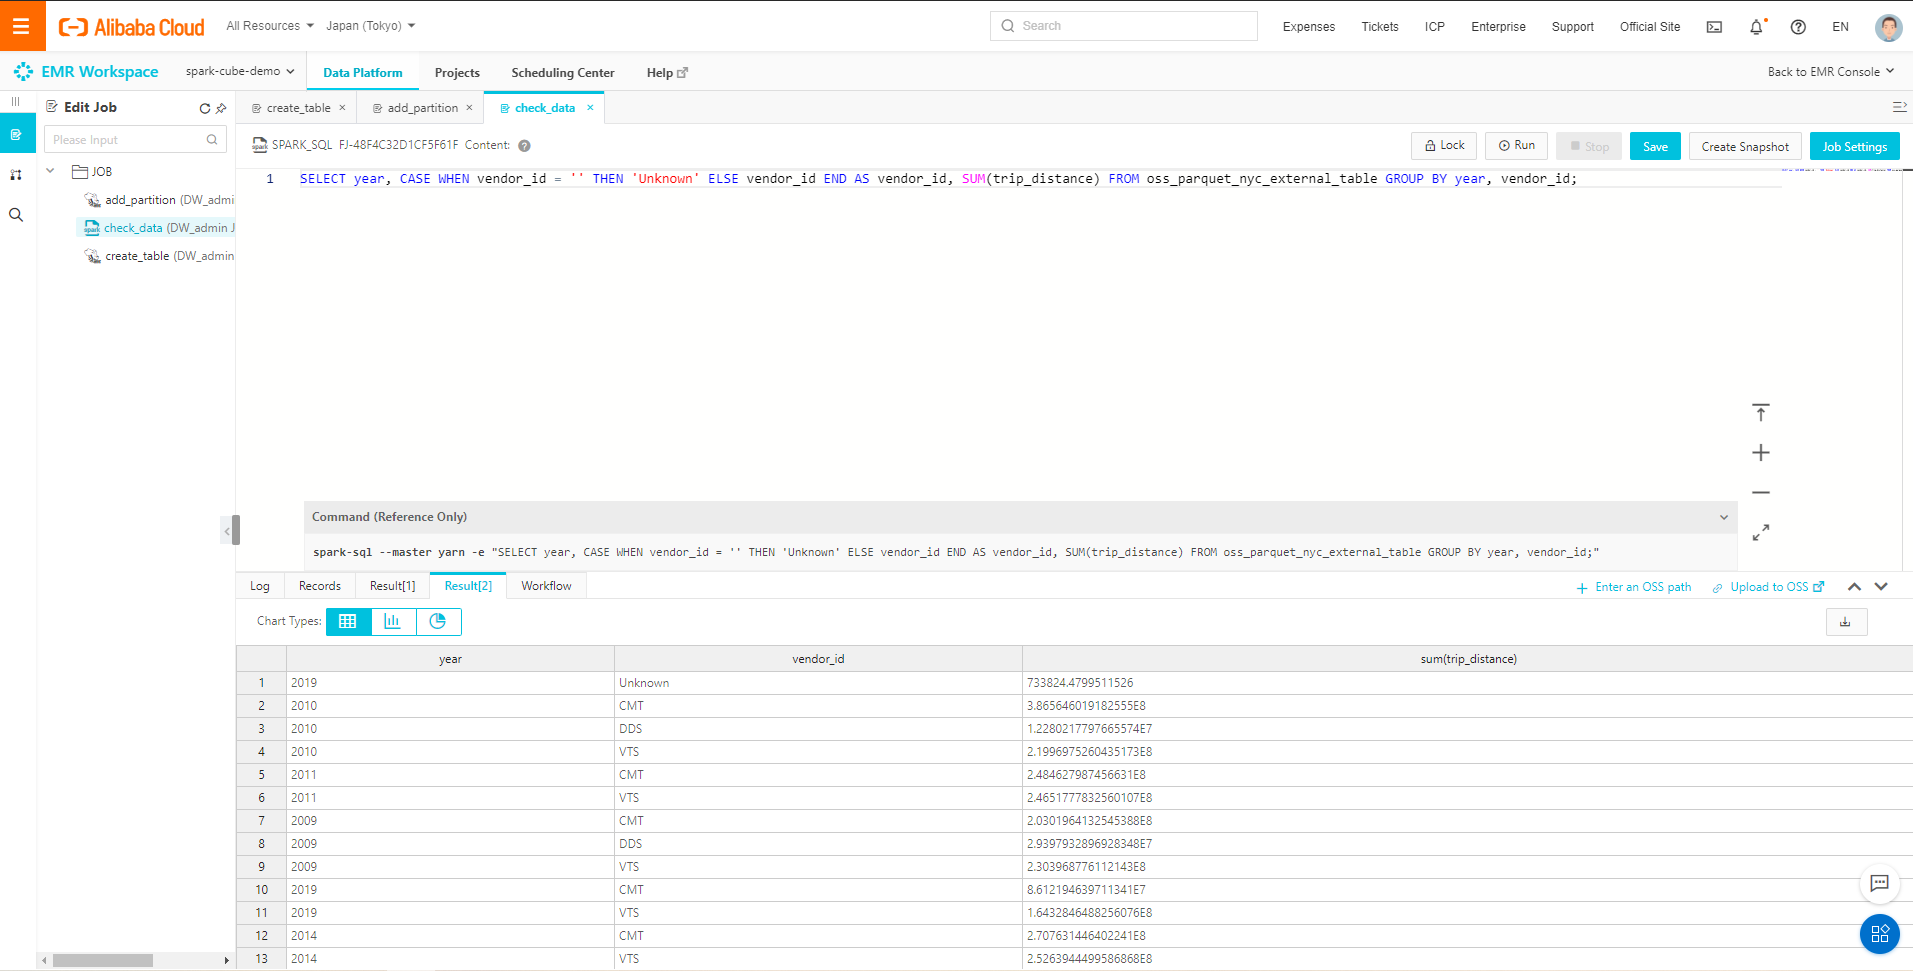 Alibaba Cloud All Resources Japan (Tokyo) Search Expenses Tickets ICP Enterprise Support Official Site EN
EMR Workspace spark-cube-demo Data Platform Projects Scheduling Center Help Back to EMR Console
Edit Job create_table × add_partition × check_data ×
Please Input
SPARK_SQL FJ-48F4C32D1CF5F61F Content: Lock Run Stop Save Create Snapshot Job Settings
JOB
add_partition (DW_admi
check_data (DW_admin J
create_table (DW_admin
1 SELECT year, CASE WHEN vendor_id = '' THEN 'Unknown' ELSE vendor_id END AS vendor_id, SUM(trip_distance) FROM oss_parquet_nyc_external_table GROUP BY year, vendor_id;
Command (Reference Only)
spark-sql --master yarn -e "SELECT year, CASE WHEN vendor_id = '' THEN 'Unknown' ELSE vendor_id END AS vendor_id, SUM(trip_distance) FROM oss_parquet_nyc_external_table GROUP BY year, vendor_id;"
Log Records Result[1] Result[2] Workflow Enter an OSS path Upload to OSS
Chart Types:
year vendor_id sum(trip_distance)
1 2019 Unknown 733824.4799511526
2 2010 CMT 3.865646019182555E8
3 2010 DDS 1.2280217797665574E7
4 2010 VTS 2.1996975260435173E8
5 2011 CMT 2.484627987456631E8
6 2011 VTS 2.4651777832560107E8
7 2009 CMT 2.0301964132545388E8
8 2009 DDS 2.9397932896928348E7
9 2009 VTS 2.303968776112143E8
10 2019 CMT 8.612194639711341E7
11 2019 VTS 1.6432846488256076E8
12 2014 CMT 2.707631446402241E8
13 2014 VTS 2.5263944499586868E8